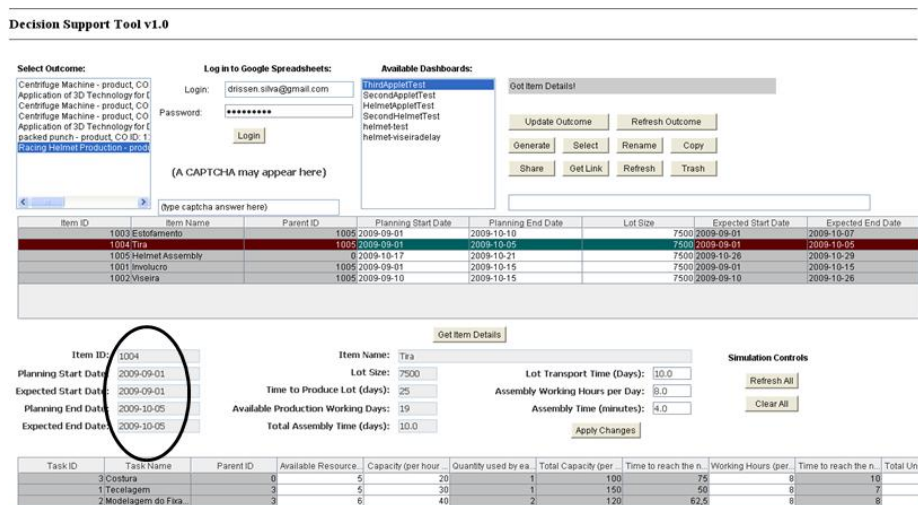 Decision Support Tool v1.0
Select Outcome: Log in to Google Spreadsheets: Available Dashboards:
Centrifuge Machine - product, CO
Application of 3D Technology for D
Centrifuge Machine - product, CO
Centrifuge Machine - product, CO
Application of 3D Technology for D
packed punch - product, CO ID: 1
Racing Helmet Production - produ
Login: drissen.silva@gmail.com
Password: •••••••••
Login
(A CAPTCHA may appear here)
(type captcha answer here)
ThirdAppletTest
SecondAppletTest
HelmetAppletTest
SecondHelmetTest
helmet-test
helmet-viseiradelay
Got Item Details!
Update Outcome Refresh Outcome
Generate Select Rename Copy
Share Get Link Refresh Trash
Item ID Item Name Parent ID Planning Start Date Planning End Date Lot Size Expected Start Date Expected End Date
1003 Estofamento 1005 2009-09-01 2009-10-10 7500 2009-09-01 2009-10-07
1004 Tira 1005 2009-09-01 2009-10-05 7500 2009-09-01 2009-10-05
1005 Helmet Assembly 0 2009-10-17 2009-10-21 7500 2009-10-26 2009-10-29
1001 Involucro 1005 2009-09-01 2009-10-15 7500 2009-09-01 2009-10-15
1002 Viseira 1005 2009-09-10 2009-10-15 7500 2009-09-10 2009-10-26
Get Item Details
Item ID: 1004 Item Name: Tira Simulation Controls
Planning Start Date: 2009-09-01 Lot Size: 7500 Lot Transport Time (Days): 10.0 Refresh All
Expected Start Date: 2009-09-01 Time to Produce Lot (days): 25 Assembly Working Hours per Day: 8.0
Planning End Date: 2009-10-05 Available Production Working Days: 19 Assembly Time (minutes): 4.0 Clear All
Expected End Date: 2009-10-05 Total Assembly Time (days): 10.0 Apply Changes
Task ID Task Name Parent ID Available Resource... Capacity (per hour ... Quantity used by ea... Total Capacity (per ... Time to reach the n... Working Hours (per... Time to reach the n... Total Un
3 Costura 0 5 20 1 100 75 8 10
1 Tecelagem 3 5 30 1 150 50 8 7
2 Modelagem do Fixa... 3 6 40 2 120 62,5 8 8